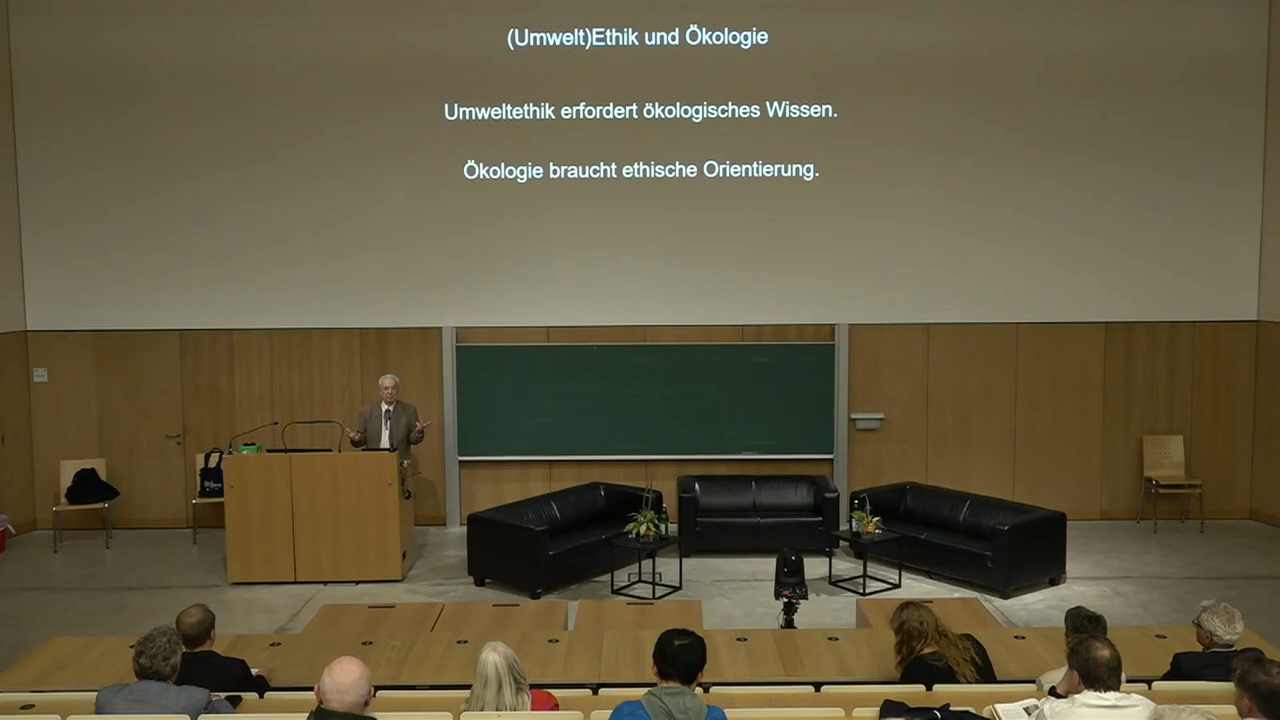 (Umwelt)Ethik und Ökologie
Umweltethik erfordert ökologisches Wissen.
Ökologie braucht ethische Orientierung.